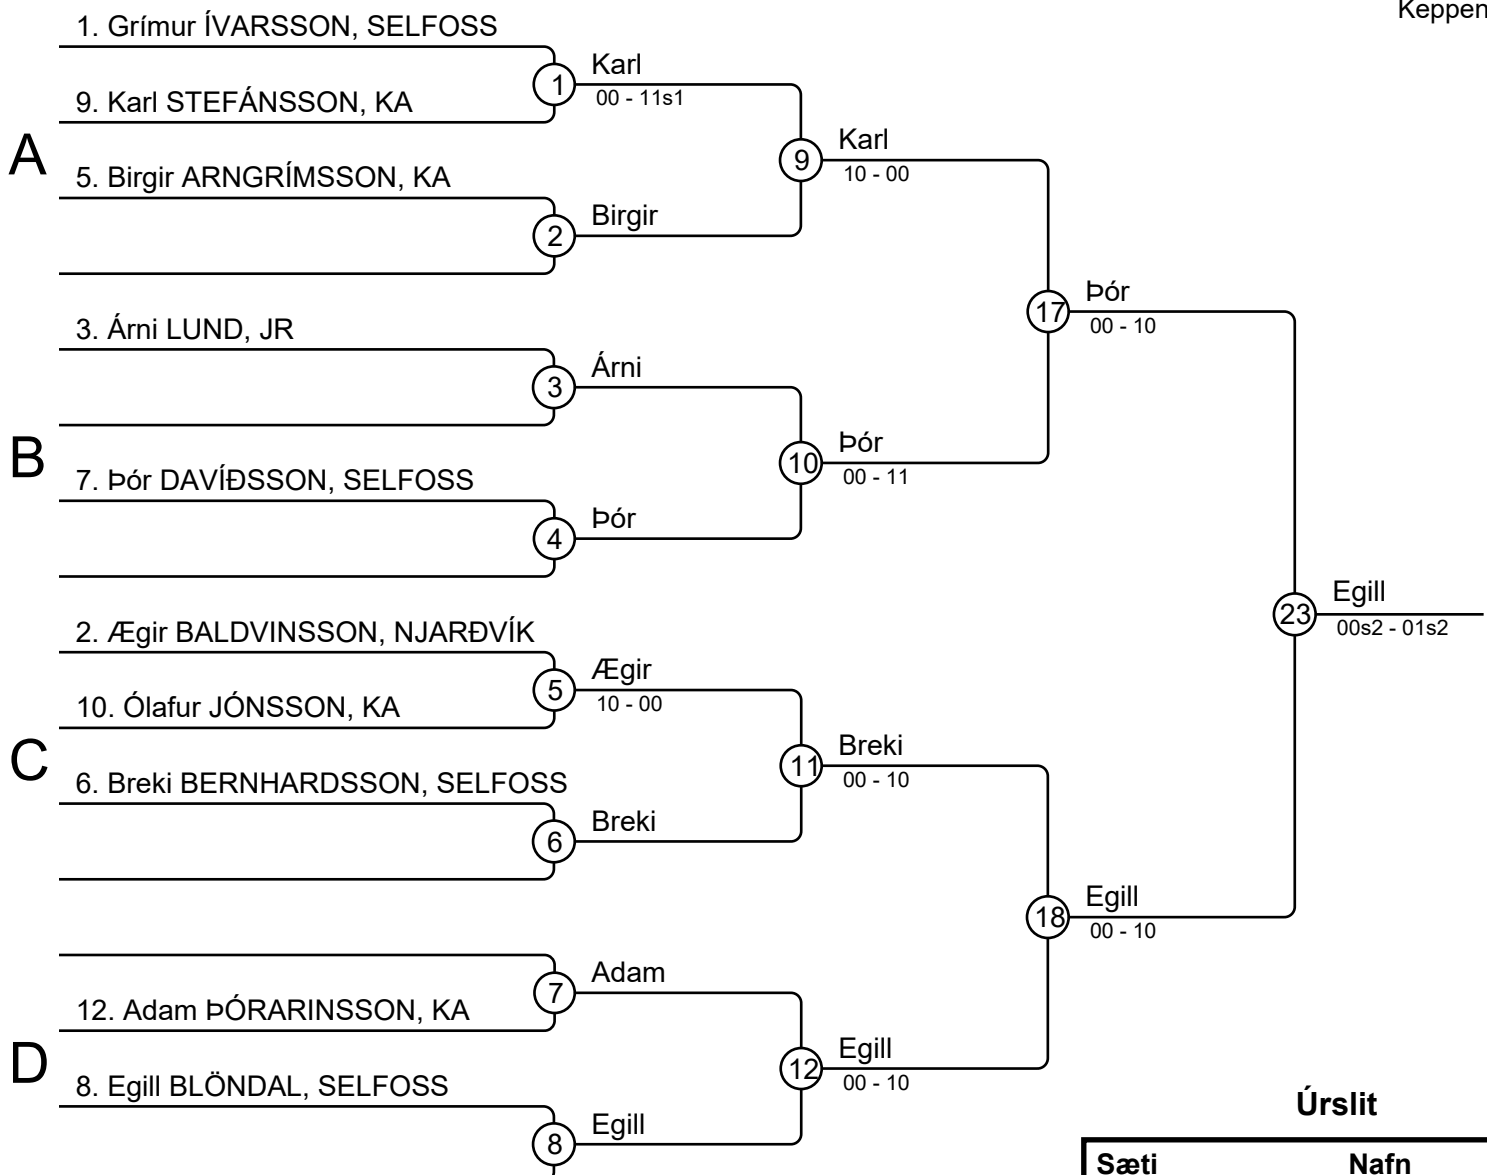 Keppen
1. Grímur ÍVARSSON, SELFOSS
1
Karl
00 - 11s1
9. Karl STEFÁNSSON, KA
A
9
Karl
10 - 00
5. Birgir ARNGRÍMSSON, KA
2
Birgir
17
Þór
00 - 10
3. Árni LUND, JR
3
Árni
B
10
Þór
00 - 11
7. Þór DAVÍÐSSON, SELFOSS
4
Þór
23
Egill
00s2 - 01s2
2. Ægir BALDVINSSON, NJARÐVÍK
5
Ægir
10 - 00
10. Ólafur JÓNSSON, KA
C
11
Breki
00 - 10
6. Breki BERNHARDSSON, SELFOSS
6
Breki
18
Egill
00 - 10
7
Adam
12. Adam ÞÓRARINSSON, KA
D
12
Egill
00 - 10
8. Egill BLÖNDAL, SELFOSS
8
Egill
Úrslit
Sæti Nafn